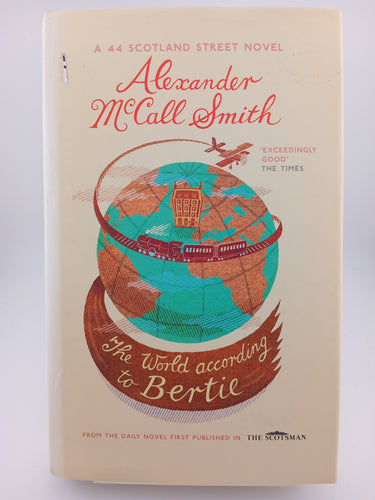 A 44 SCOTLAND STREET NOVEL
Alexander
McCall Smith
'EXCEEDINGLY
GOOD'
THE TIMES
The World according
to Bertie
FROM THE DAILY NOVEL FIRST PUBLISHED IN THE SCOTSMAN